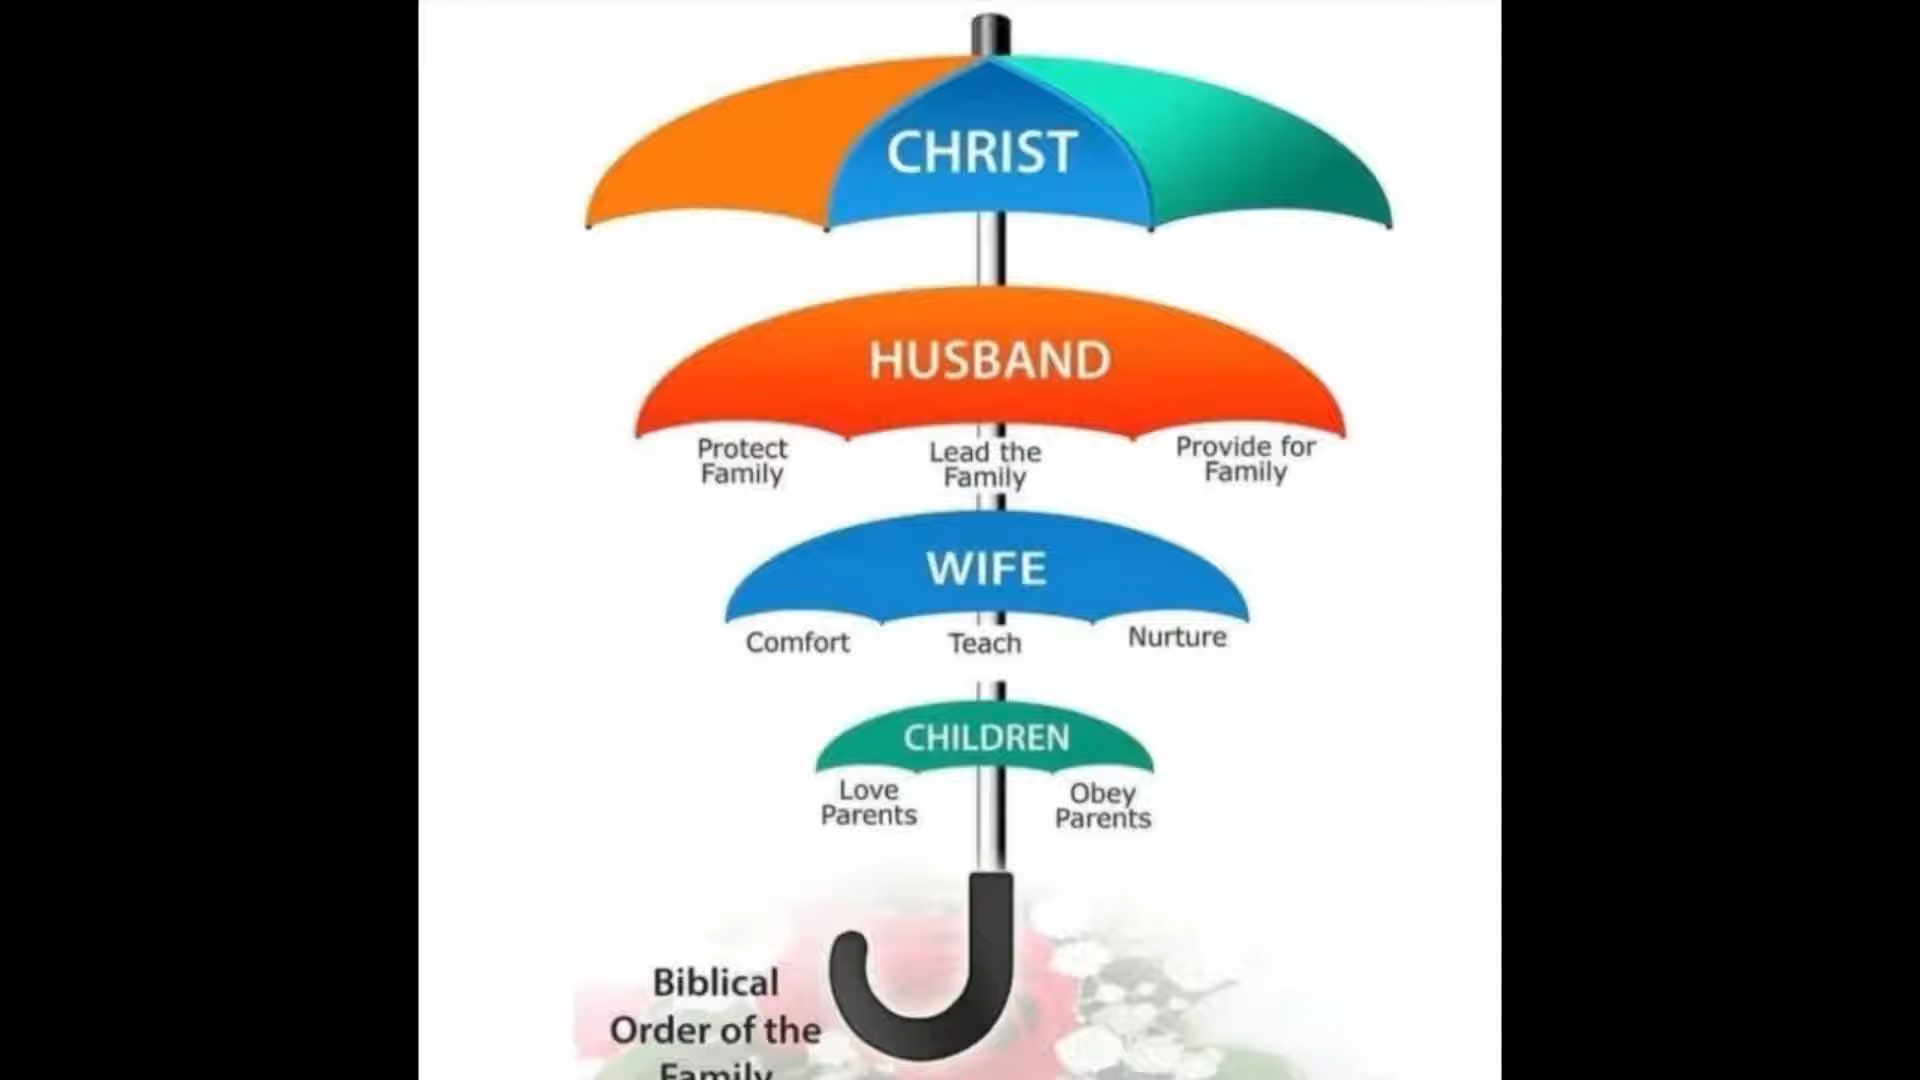 CHRIST
HUSBAND
Protect
Family
Lead the
Family
Provide for
Family
WIFE
Comfort
Teach
Nurture
CHILDREN
Love
Parents
Obey
Parents
Biblical
Order of the
Family